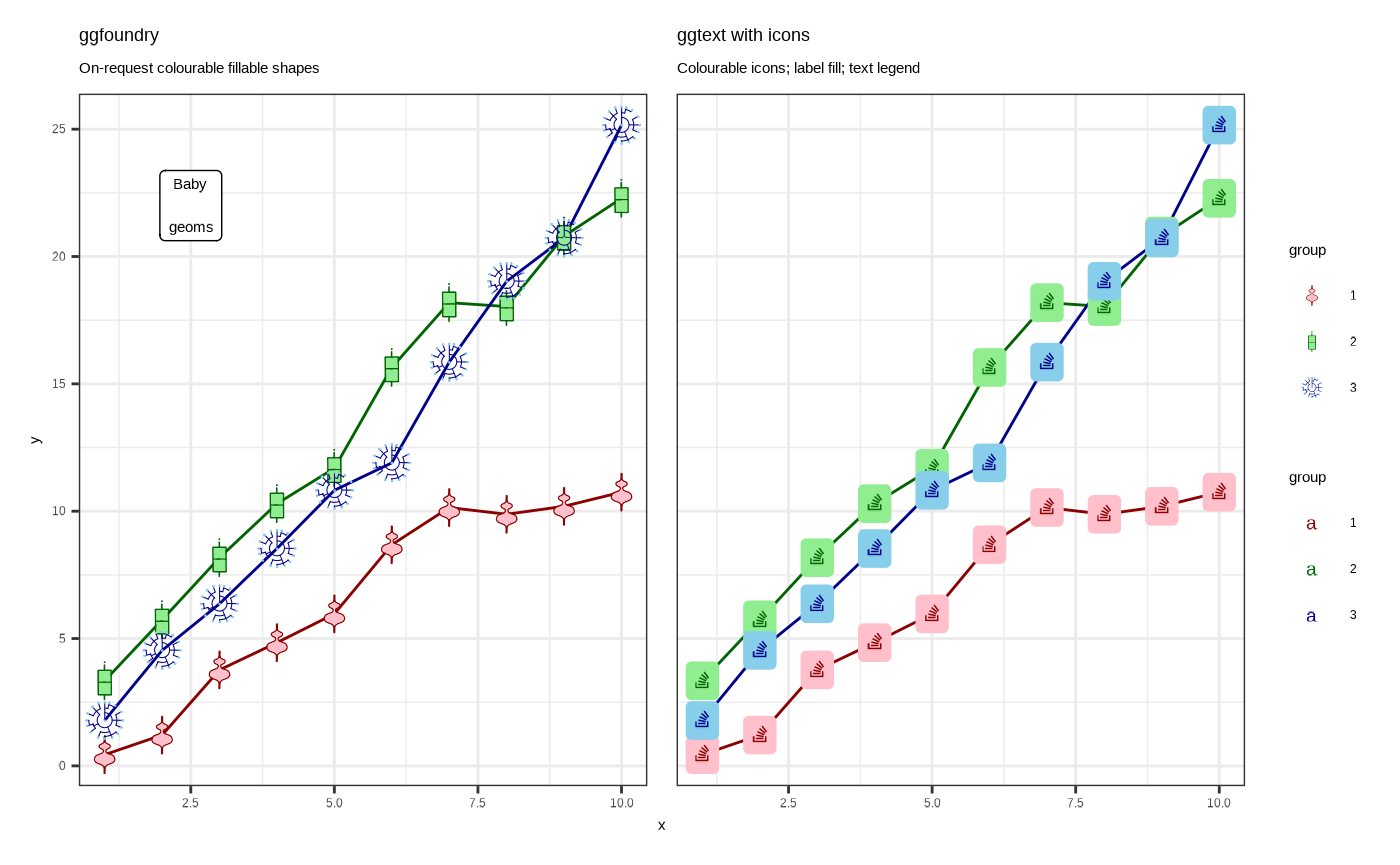 ggfoundry
On-request colourable fillable shapes
Baby
geoms
y
25
20
15
10
5
0
2.5
5.0
7.5
10.0
ggtext with icons
Colourable icons; label fill; text legend
2.5
5.0
7.5
10.0
x
group
1
2
3
group
a 1
a 2
a 3